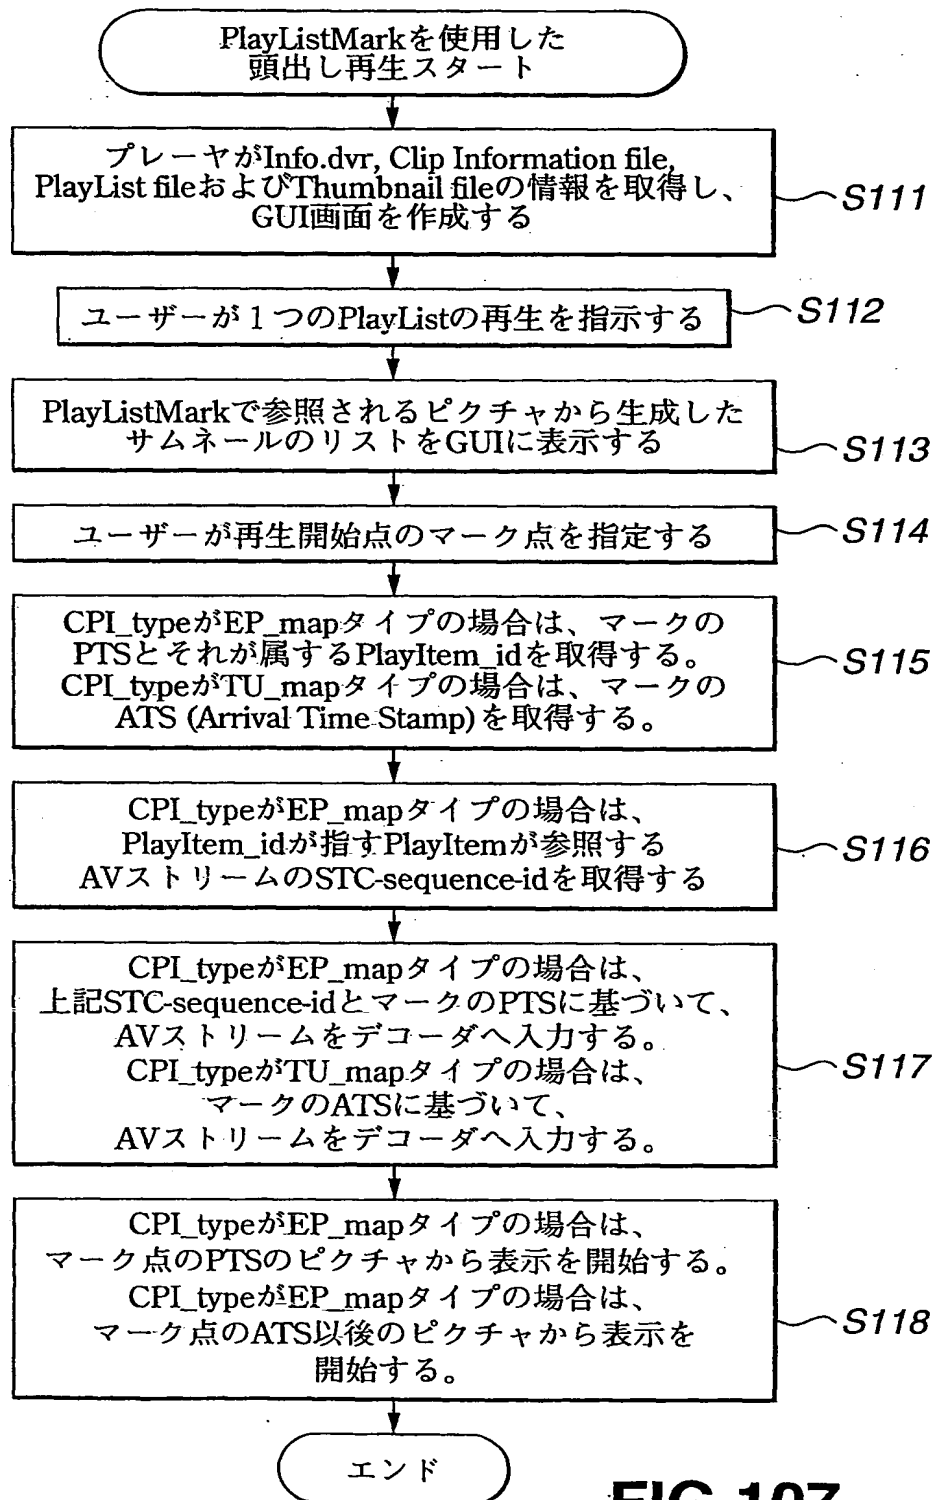 PlayListMarkを使用した
頭出し再生スタート
プレーヤがInfo.dvr, Clip Information file,
PlayList fileおよびThumbnail fileの情報を取得し、
GUI画面を作成する
S111
ユーザーが1つのPlayListの再生を指示する
S112
PlayListMarkで参照されるピクチャから生成した
サムネールのリストをGUIに表示する
S113
ユーザーが再生開始点のマーク点を指定する
S114
CPI_typeがEP_mapタイプの場合は、マークの
PTSとそれが属するPlayItem_idを取得する。
CPI_typeがTU_mapタイプの場合は、マークの
ATS (Arrival Time Stamp)を取得する。
S115
CPI_typeがEP_mapタイプの場合は、
PlayItem_idが指すPlayItemが参照する
AVストリームのSTC-sequence-idを取得する
S116
CPI_typeがEP_mapタイプの場合は、
上記STC-sequence-idとマークのPTSに基づいて、
AVストリームをデコーダへ入力する。
CPI_typeがTU_mapタイプの場合は、
マークのATSに基づいて、
AVストリームをデコーダへ入力する。
S117
CPI_typeがEP_mapタイプの場合は、
マーク点のPTSのピクチャから表示を開始する。
CPI_typeがEP_mapタイプの場合は、
マーク点のATS以後のピクチャから表示を
開始する。
S118
エンド
FIG.107